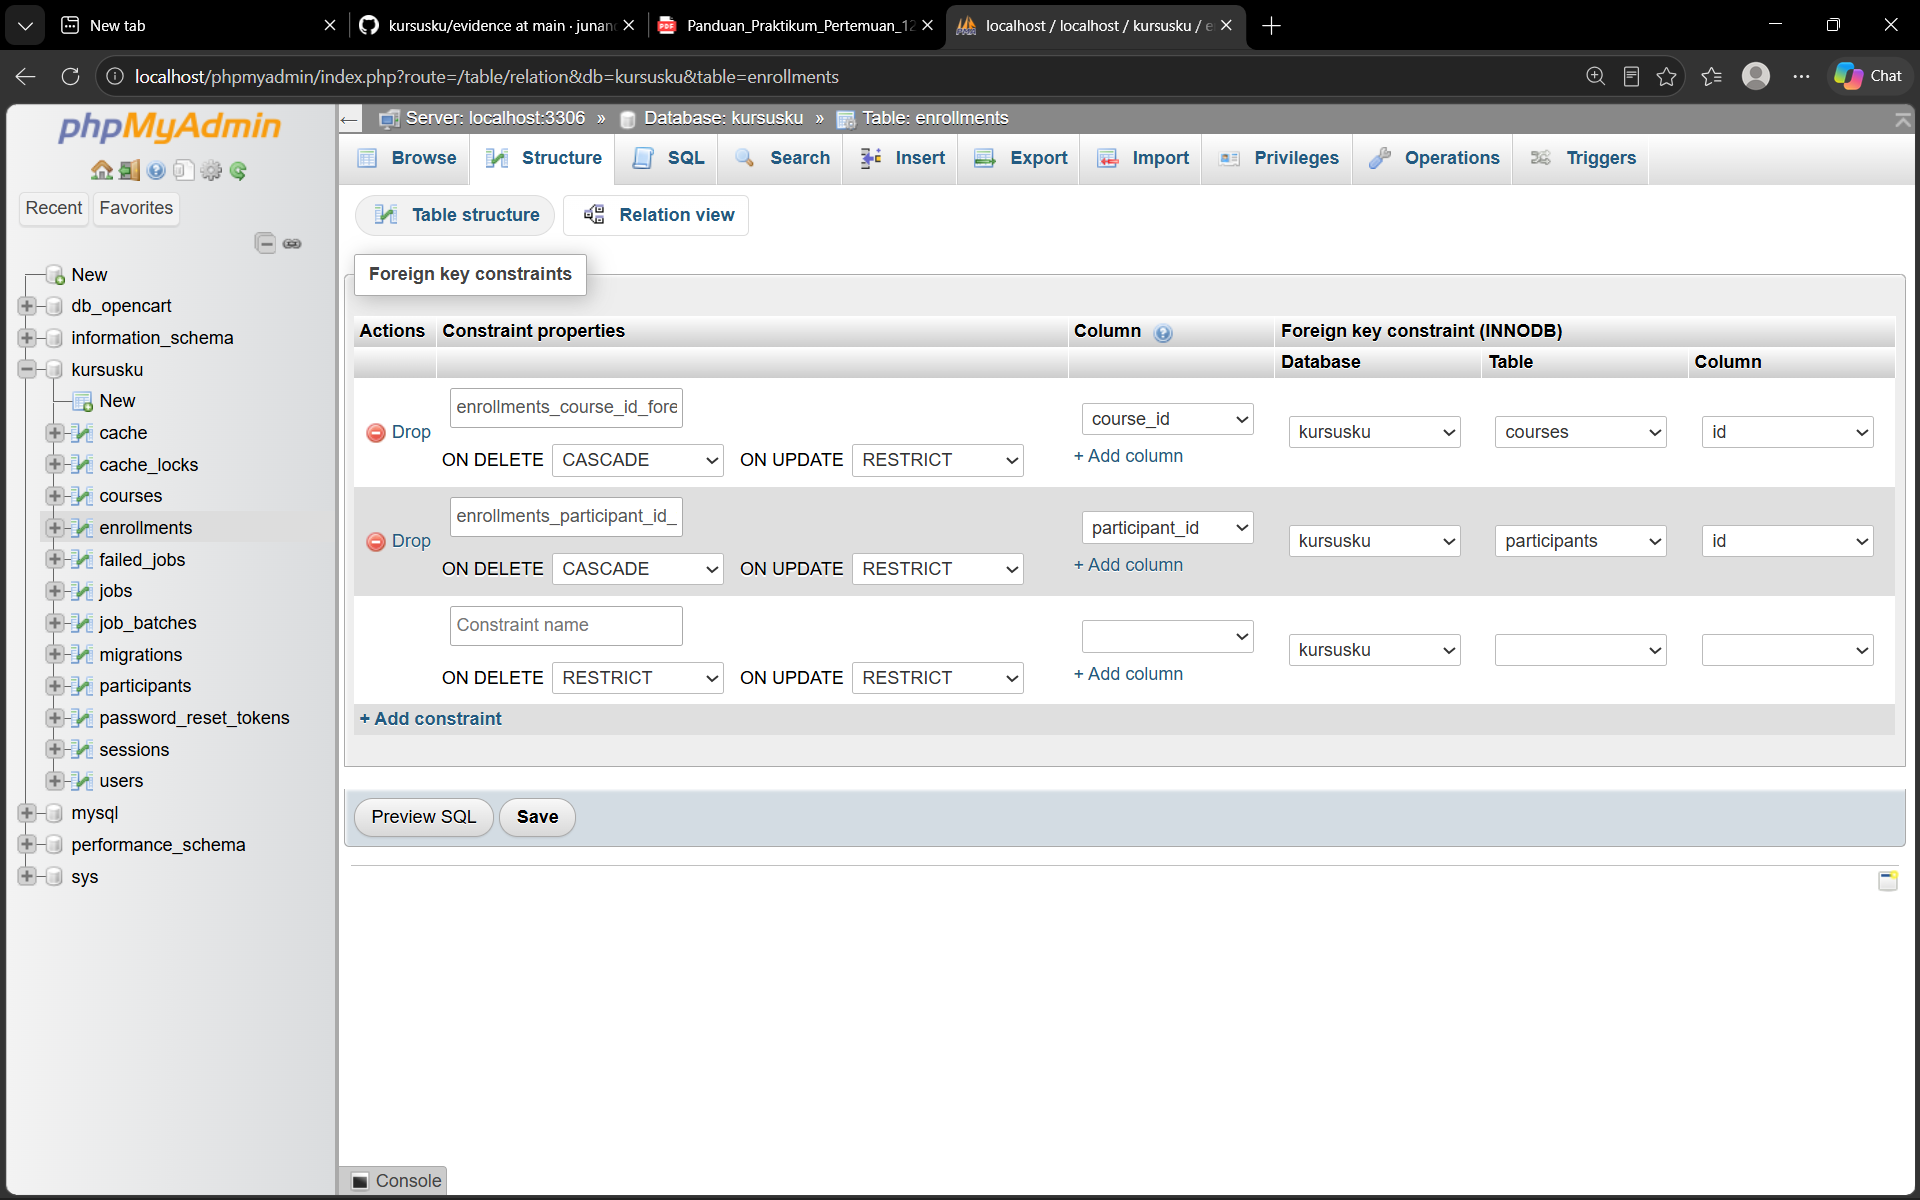 New tab
kursusku/evidence at main · junan
Panduan_Praktikum_Pertemuan_12
localhost / localhost / kursusku / e
localhost/phpmyadmin/index.php?route=/table/relation&db=kursusku&table=enrollments
Chat
phpMyAdmin
Recent
Favorites
New
db_opencart
information_schema
kursusku
New
cache
cache_locks
courses
enrollments
failed_jobs
jobs
job_batches
migrations
participants
password_reset_tokens
sessions
users
mysql
performance_schema
sys
Server: localhost:3306 » Database: kursusku » Table: enrollments
Browse
Structure
SQL
Search
Insert
Export
Import
Privileges
Operations
Triggers
Table structure
Relation view
Foreign key constraints
Actions Constraint properties Column Foreign key constraint (INNODB)
Database Table Column
enrollments_course_id_fore
Drop course_id kursusku courses id
ON DELETE CASCADE ON UPDATE RESTRICT + Add column
enrollments_participant_id_
Drop participant_id kursusku participants id
ON DELETE CASCADE ON UPDATE RESTRICT + Add column
Constraint name
kursusku
ON DELETE RESTRICT ON UPDATE RESTRICT + Add column
+ Add constraint
Preview SQL
Save
Console